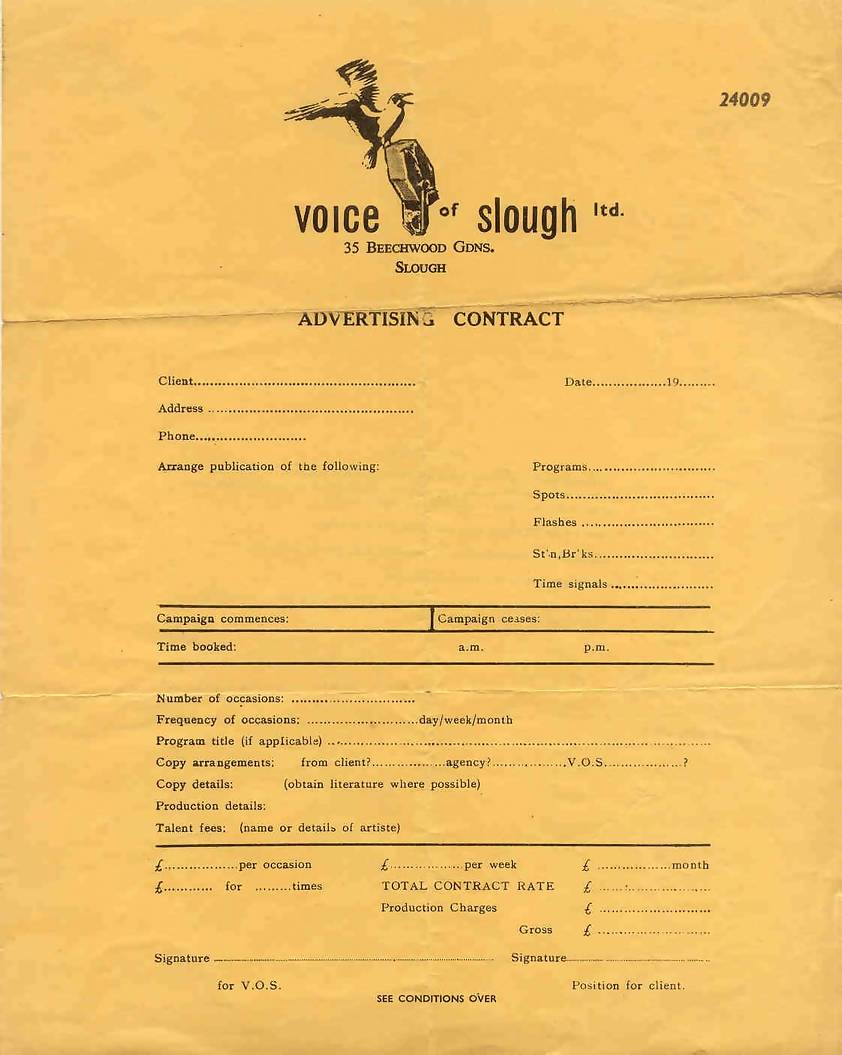 24009
voice of slough ltd.
35 BEECHWOOD GDNS.
SLOUGH
ADVERTISING CONTRACT
Client.......................................................
Date..................19.........
Address ..................................................
Phone...........................
Arrange publication of the following:
Programs...............................
Spots....................................
Flashes ................................
St'n,Br'ks.............................
Time signals .........................
Campaign commences:
Campaign ceases:
Time booked: a.m. p.m.
Number of occasions: ..............................
Frequency of occasions: ...........................day/week/month
Program title (if applicable) ..............................................................................................
Copy arrangements: from client?..................agency?..................V.O.S...................?
Copy details: (obtain literature where possible)
Production details:
Talent fees: (name or details of artiste)
£..................per occasion £..................per week £ ..................month
£............ for .........times TOTAL CONTRACT RATE £ ...........................
Production Charges £ ...........................
Gross £ ...........................
Signature ...................................................................... Signature....................................
for V.O.S. Position for client.
SEE CONDITIONS OVER